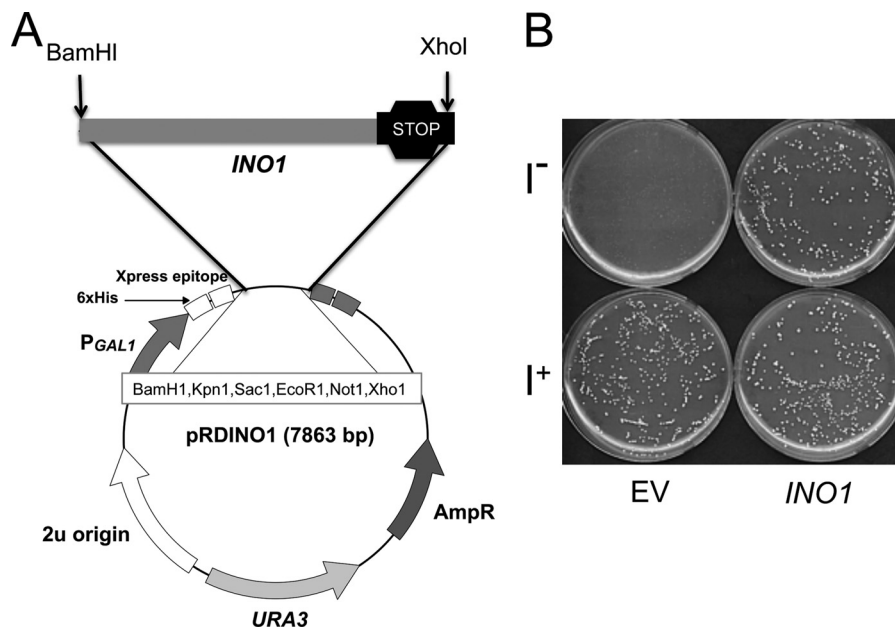 A
B
BamHI
XhoI
STOP
INO1
Xpress epitope
6xHis
PGAL1
BamH1,Kpn1,Sac1,EcoR1,Not1,Xho1
pRDINO1 (7863 bp)
AmpR
2u origin
URA3
I-
I+
EV
INO1